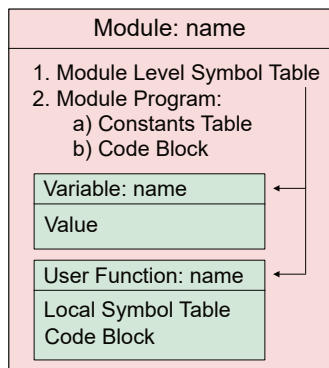 Module: name
1. Module Level Symbol Table
2. Module Program:
a) Constants Table
b) Code Block
Variable: name
Value
User Function: name
Local Symbol Table
Code Block